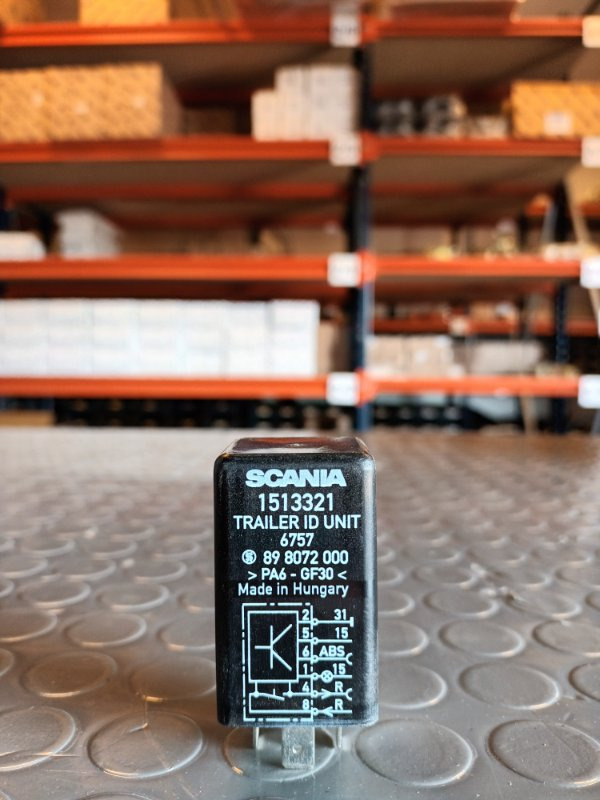 SCANIA
1513321
TRAILER ID UNIT
6757
89 8072 000
> PA6 - GF30 <
Made in Hungary
2 31
5 15
6 ABS
1 15
4 R
8 R